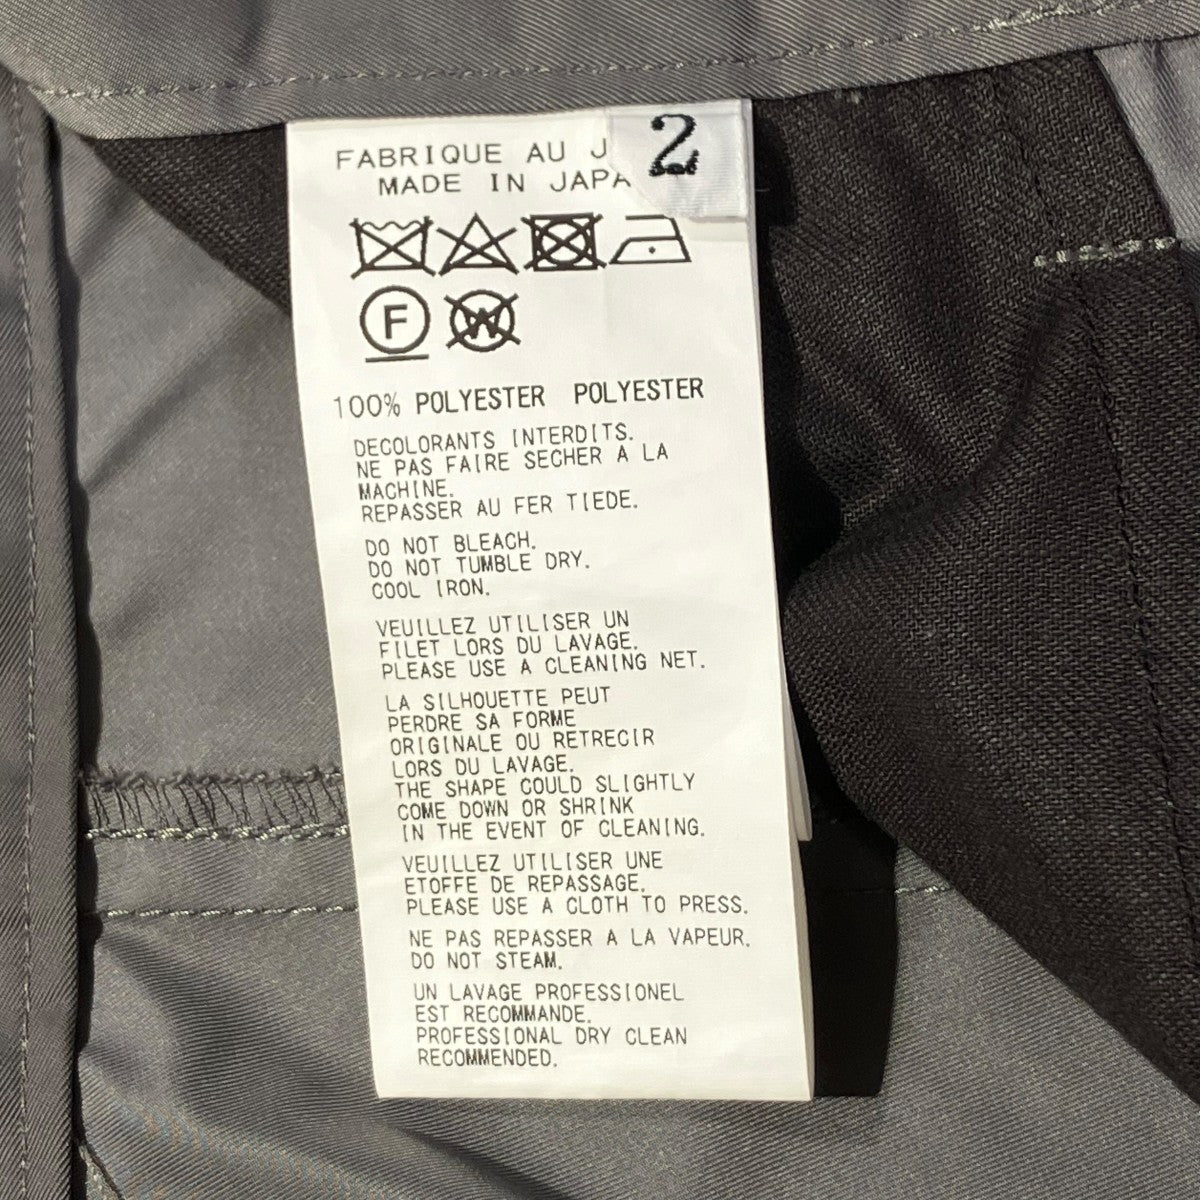 2
FABRIQUE AU J
MADE IN JAPA
F W
100% POLYESTER POLYESTER
DECOLORANTS INTERDITS.
NE PAS FAIRE SECHER A LA
MACHINE.
REPASSER AU FER TIEDE.
DO NOT BLEACH.
DO NOT TUMBLE DRY.
COOL IRON.
VEUILLEZ UTILISER UN
FILET LORS DU LAVAGE.
PLEASE USE A CLEANING NET.
LA SILHOUETTE PEUT
PERDRE SA FORME
ORIGINALE OU RETRECIR
LORS DU LAVAGE.
THE SHAPE COULD SLIGHTLY
COME DOWN OR SHRINK
IN THE EVENT OF CLEANING.
VEUILLEZ UTILISER UNE
ETOFFE DE REPASSAGE.
PLEASE USE A CLOTH TO PRESS.
NE PAS REPASSER A LA VAPEUR.
DO NOT STEAM.
UN LAVAGE PROFESSIONEL
EST RECOMMANDE.
PROFESSIONAL DRY CLEAN
RECOMMENDED.